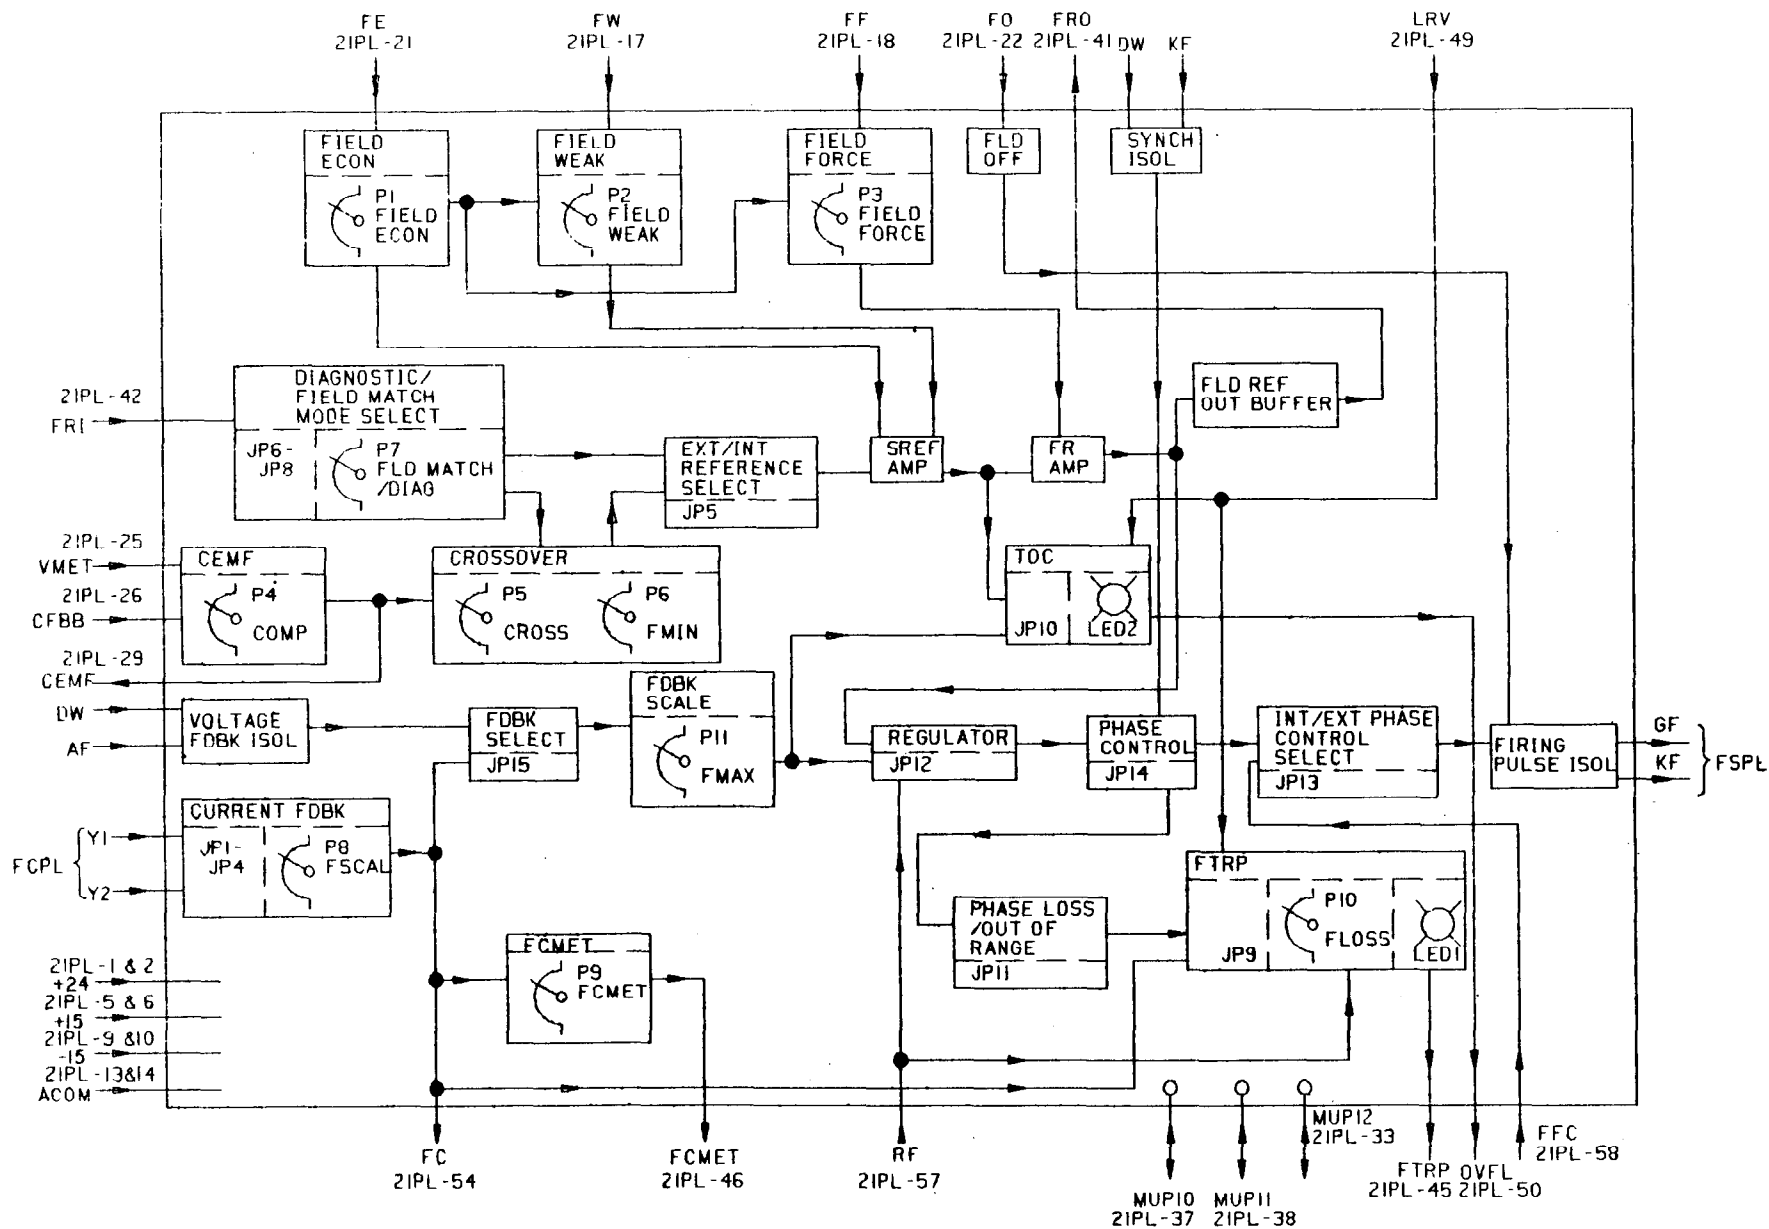 FE
21PL-21
FW
21PL-17
FF
21PL-18
FO
21PL-22
FRO
21PL-41
DW
KF
LRV
21PL-49
FIELD
ECON
P1
FIELD
ECON
FIELD
WEAK
P2
FIELD
WEAK
FIELD
FORCE
P3
FIELD
FORCE
FLD
OFF
SYNCH
ISOL
21PL-42
FRI
DIAGNOSTIC/
FIELD MATCH
MODE SELECT
JP6-
JP8
P7
FLD MATCH
/DIAG
EXT/INT
REFERENCE
SELECT
JP5
SREF
AMP
FR
AMP
FLD REF
OUT BUFFER
21PL-25
VMET
21PL-26
CFBB
21PL-29
CEMF
CEMF
P4
COMP
CROSSOVER
P5
CROSS
P6
FMIN
TOC
JP10
LED2
DW
AF
VOLTAGE
FDBK ISOL
FDBK
SELECT
JP15
FDBK
SCALE
P11
FMAX
REGULATOR
JP12
PHASE
CONTROL
JP14
INT/EXT PHASE
CONTROL
SELECT
JP13
FIRING
PULSE ISOL
GF
KF
FSPL
FCPL
Y1
Y2
CURRENT FDBK
JP1-
JP4
P8
FSCAL
FCMET
P9
FCMET
PHASE LOSS
/OUT OF
RANGE
JP11
FTRP
JP9
P10
FLOSS
LED1
21PL-1 & 2
+24
21PL-5 & 6
+15
21PL-9 &10
-15
21PL-13&14
ACOM
FC
21PL-54
FCMET
21PL-46
RF
21PL-57
MUP10
21PL-37
MUP11
21PL-38
MUP12
21PL-33
FTRP
21PL-45
OVFL
21PL-50
FFC
21PL-58